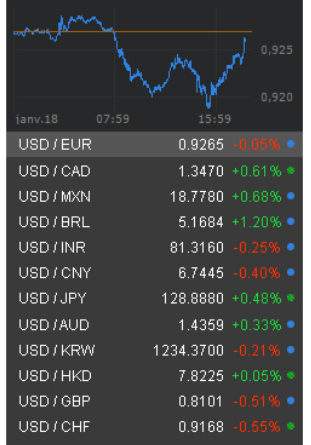 0,925
0,920
janv.18 07:59 15:59
USD / EUR 0.9265 -0.05%
USD / CAD 1.3470 +0.61%
USD / MXN 18.7780 +0.68%
USD / BRL 5.1684 +1.20%
USD / INR 81.3160 -0.25%
USD / CNY 6.7445 -0.40%
USD / JPY 128.8880 +0.48%
USD / AUD 1.4359 +0.33%
USD / KRW 1234.3700 -0.21%
USD / HKD 7.8225 +0.05%
USD / GBP 0.8101 -0.51%
USD / CHF 0.9168 -0.55%